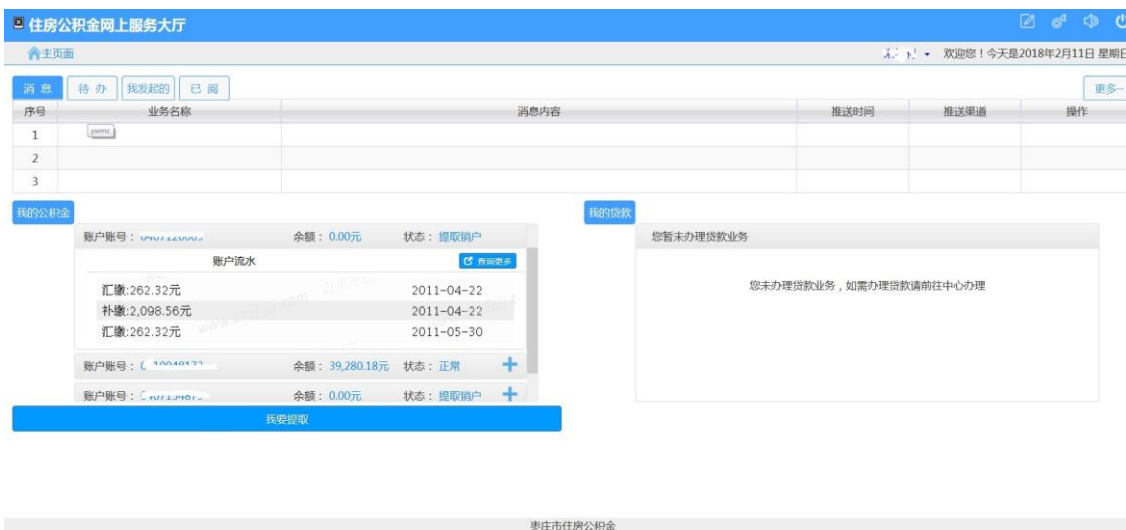 住房公积金网上服务大厅
主页面
欢迎您！今天是2018年2月11日 星期日
消 息 待 办 我发起的 已 阅 更多
序号 业务名称 消息内容 推送时间 推送渠道 操作
1 ywmc
2
3
我的公积金 我的贷款
账户账号： 余额：0.00元 状态：提取销户
您暂未办理贷款业务
账户流水 查询更多
汇缴:262.32元 2011-04-22
补缴:2,098.56元 2011-04-22
汇缴:262.32元 2011-05-30
您未办理贷款业务，如需办理贷款请前往中心办理
账户账号： 余额：39,280.18元 状态：正常
账户账号： 余额：0.00元 状态：提取销户
我要提取
枣庄市住房公积金